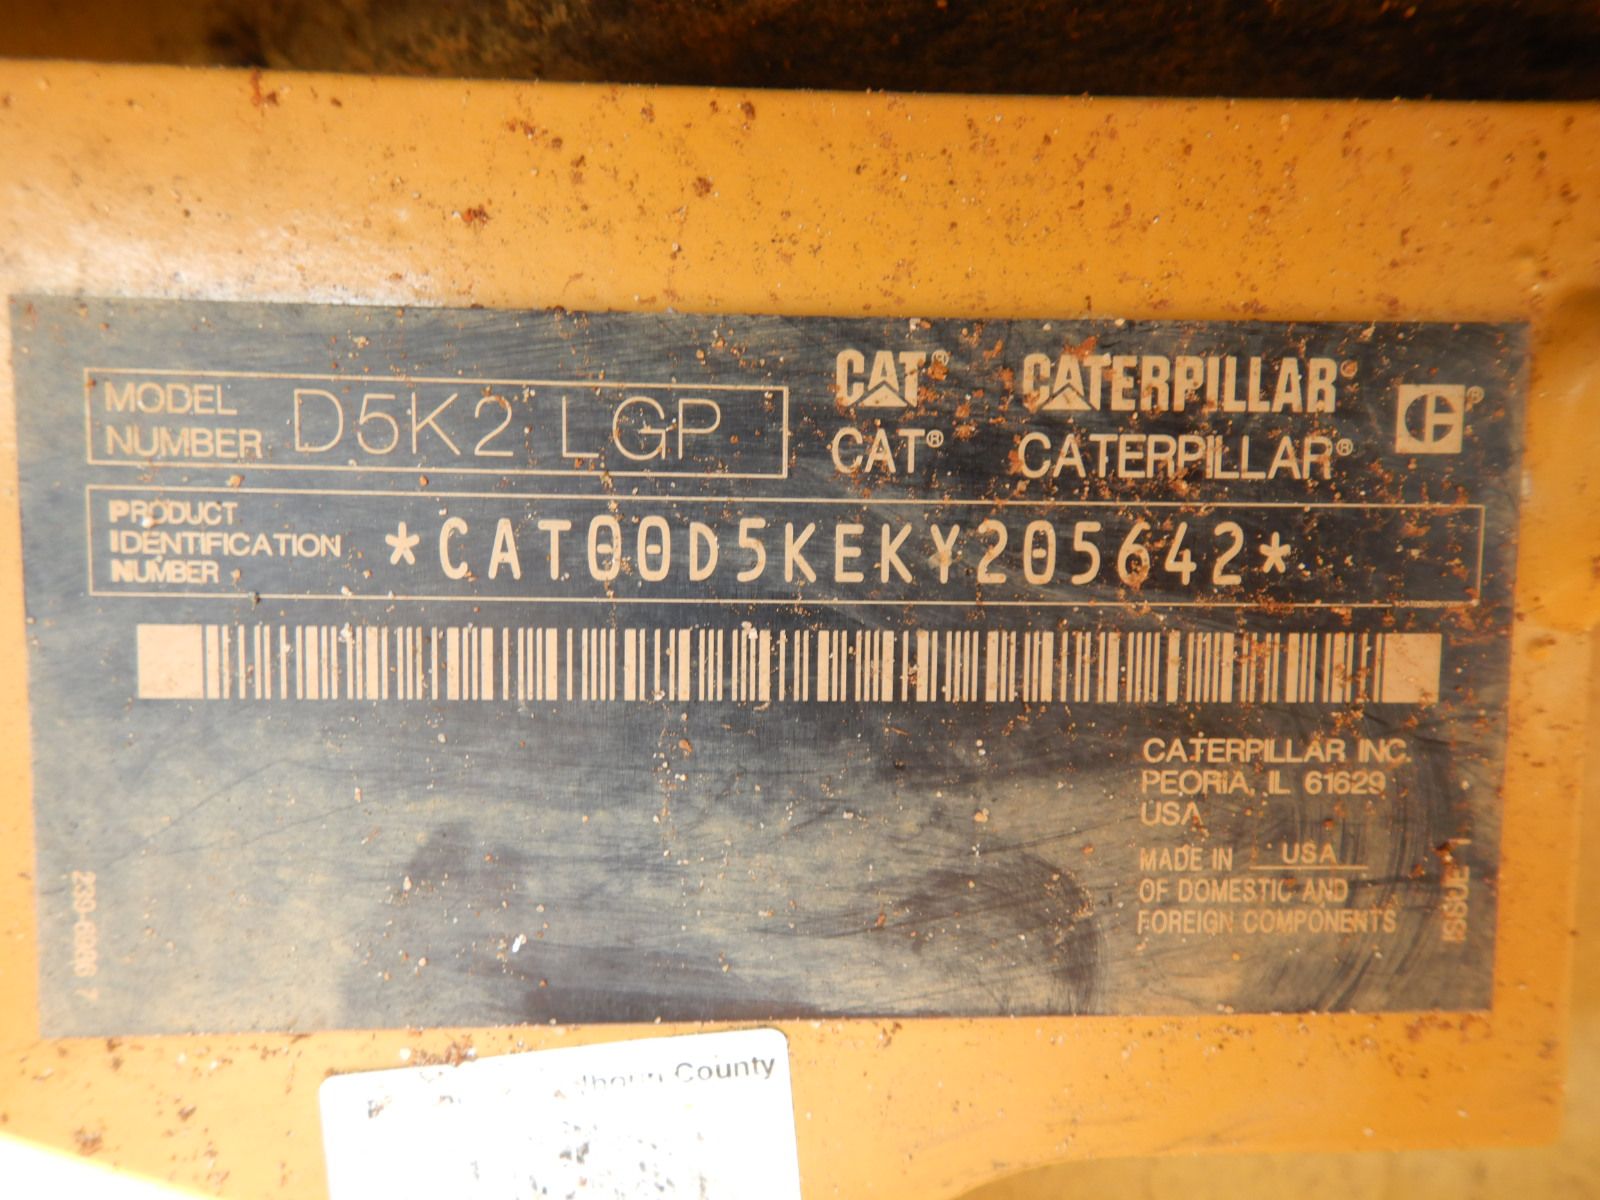 MODEL NUMBER D5K2 LGP
CAT® CATERPILLAR®
CAT® CATERPILLAR®
PRODUCT IDENTIFICATION NUMBER *CAT00D5KEKY205642*
CATERPILLAR INC.
PEORIA, IL 61629
USA
MADE IN USA
OF DOMESTIC AND
FOREIGN COMPONENTS
ISSUE 1
County